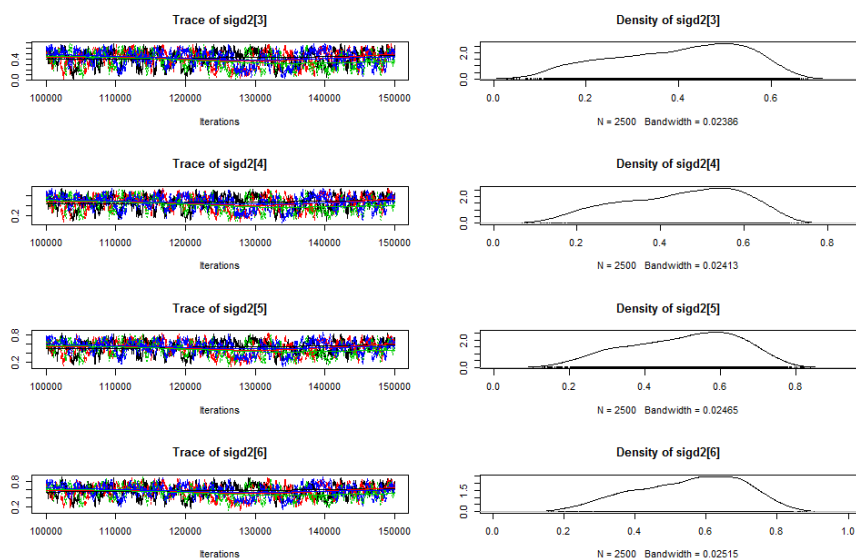 Trace of sigd2[3]
0.0 0.4
100000 110000 120000 130000 140000 150000
Iterations
Density of sigd2[3]
0.0 2.0
0.0 0.2 0.4 0.6
N = 2500 Bandwidth = 0.02386
Trace of sigd2[4]
0.2
100000 110000 120000 130000 140000 150000
Iterations
Density of sigd2[4]
0.0 2.0
0.0 0.2 0.4 0.6 0.8
N = 2500 Bandwidth = 0.02413
Trace of sigd2[5]
0.2 0.8
100000 110000 120000 130000 140000 150000
Iterations
Density of sigd2[5]
0.0 2.0
0.0 0.2 0.4 0.6 0.8
N = 2500 Bandwidth = 0.02465
Trace of sigd2[6]
0.2 0.8
100000 110000 120000 130000 140000 150000
Iterations
Density of sigd2[6]
0.0 1.5
0.0 0.2 0.4 0.6 0.8 1.0
N = 2500 Bandwidth = 0.02515